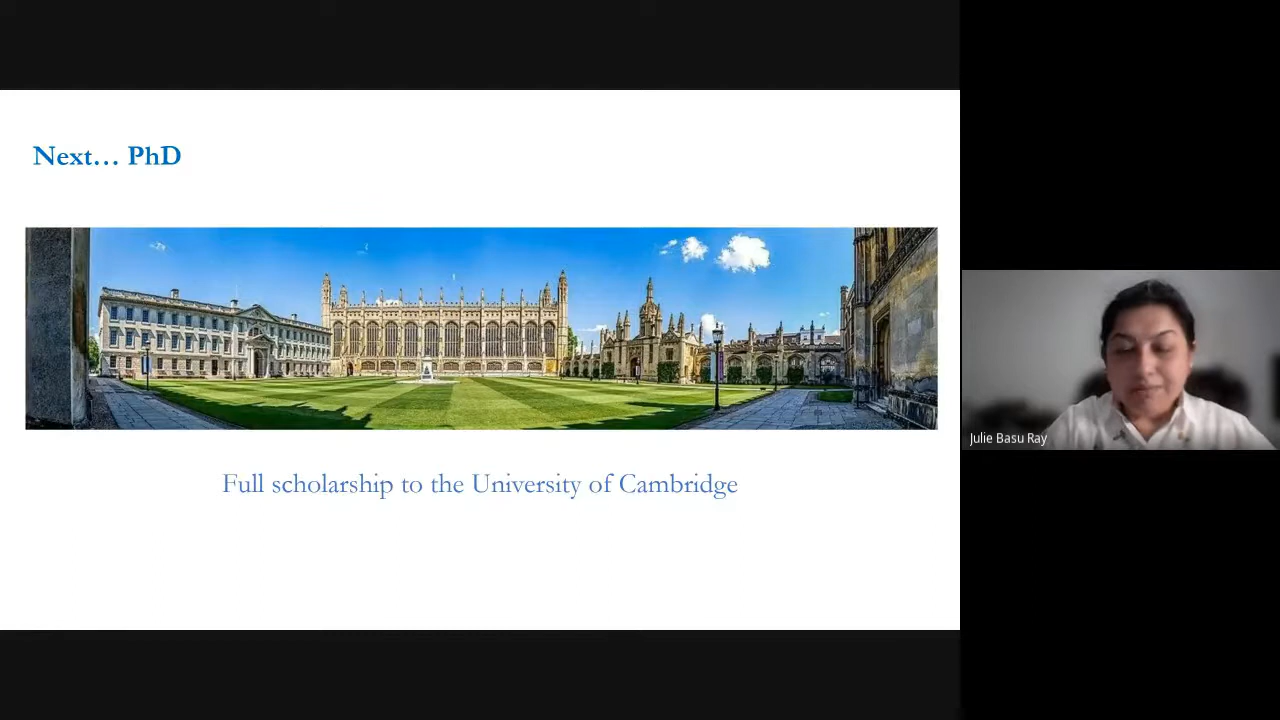 Next… PhD
Full scholarship to the University of Cambridge
Julie Basu Ray